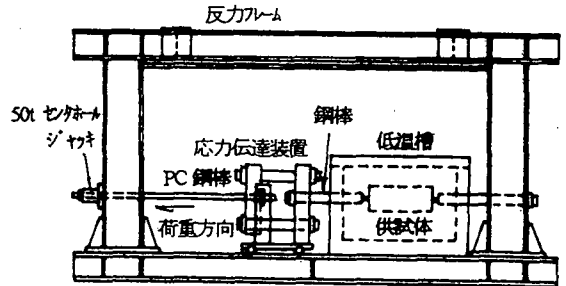 反力フレーム
50t センタホール
ジャッキ
鋼棒
低温槽
応力伝達装置
PC 鋼棒
荷重方向
供試体